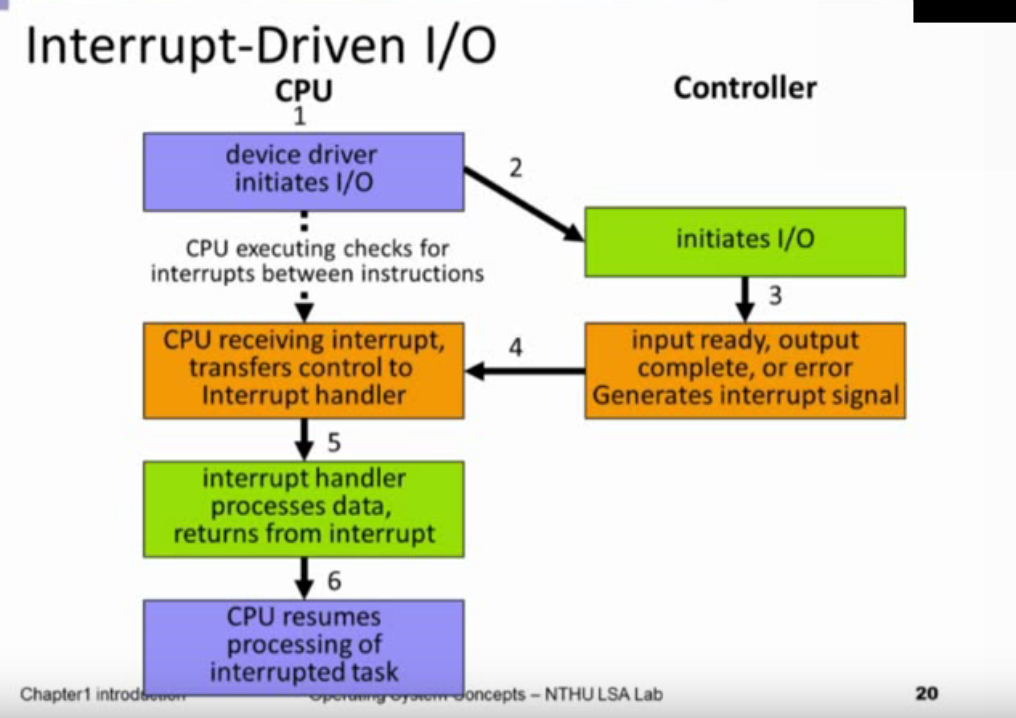 Interrupt-Driven I/O
CPU
Controller
1
device driver
initiates I/O
2
initiates I/O
CPU executing checks for
interrupts between instructions
3
CPU receiving interrupt,
transfers control to
Interrupt handler
4
input ready, output
complete, or error
Generates interrupt signal
5
interrupt handler
processes data,
returns from interrupt
6
CPU resumes
processing of
interrupted task
Chapter1 introduction
Operating System Concepts – NTHU LSA Lab
20